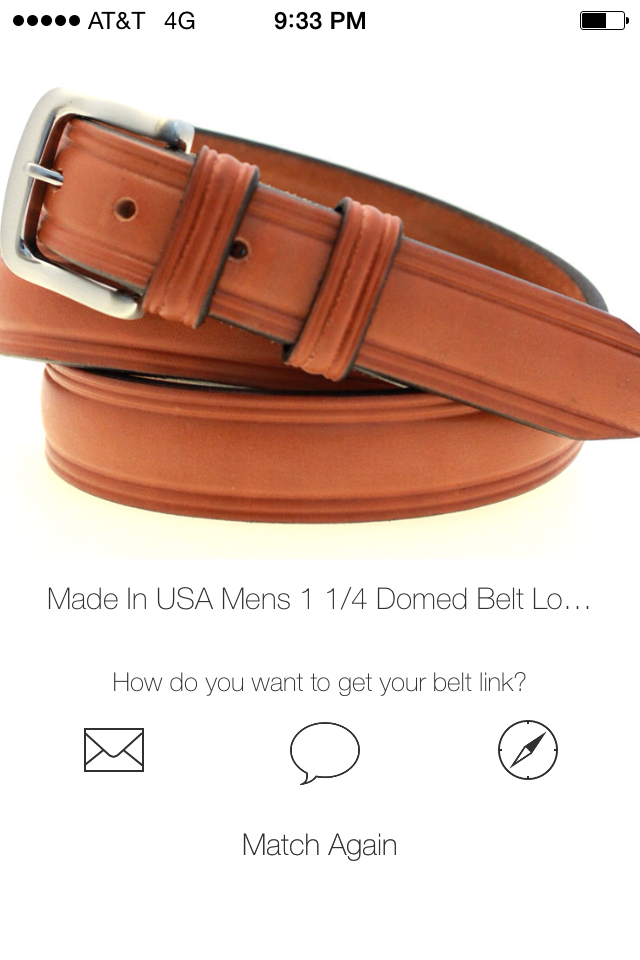 AT&T 4G 9:33 PM
Made In USA Mens 1 1/4 Domed Belt Lo...
How do you want to get your belt link?
Match Again